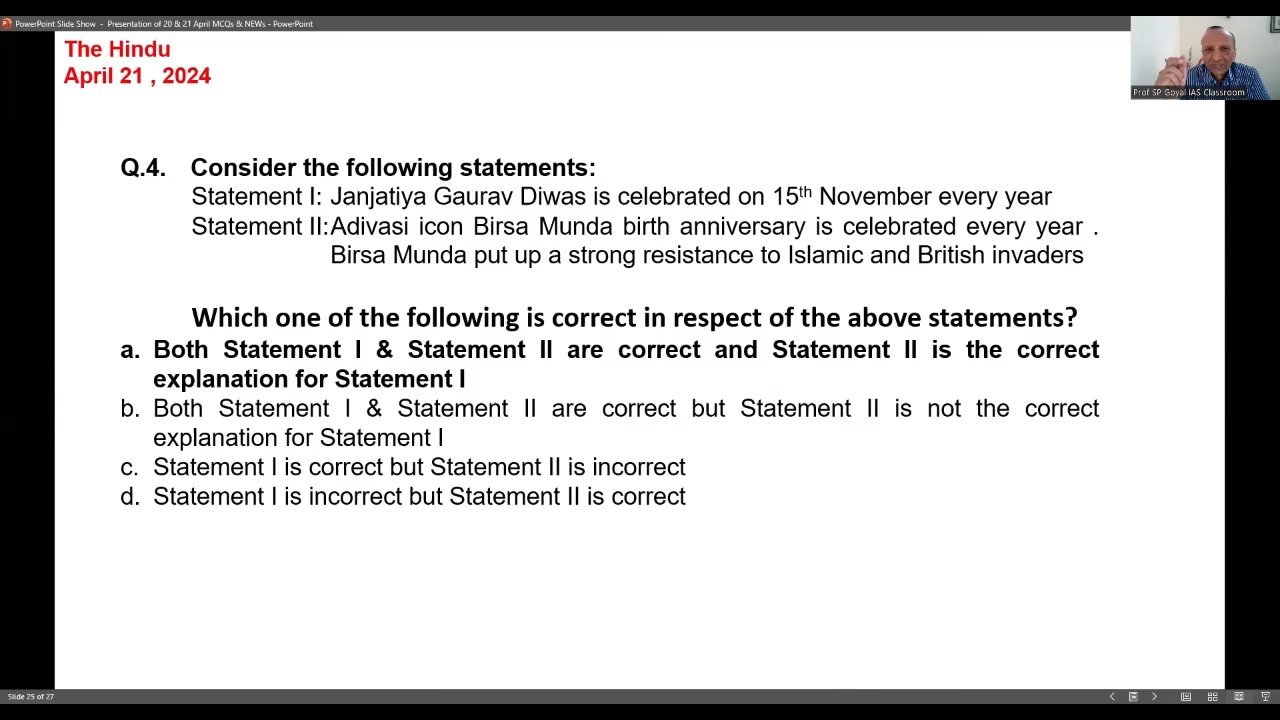 PowerPoint Slide Show - Presentation of 20 & 21 April MCQs & NEWs - PowerPoint
The Hindu
April 21 , 2024
Prof SP Goyal IAS Classroom
Q.4. Consider the following statements:
Statement I: Janjatiya Gaurav Diwas is celebrated on 15th November every year
Statement II: Adivasi icon Birsa Munda birth anniversary is celebrated every year .
Birsa Munda put up a strong resistance to Islamic and British invaders
Which one of the following is correct in respect of the above statements?
a. Both Statement I & Statement II are correct and Statement II is the correct
explanation for Statement I
b. Both Statement I & Statement II are correct but Statement II is not the correct
explanation for Statement I
c. Statement I is correct but Statement II is incorrect
d. Statement I is incorrect but Statement II is correct
Slide 25 of 27